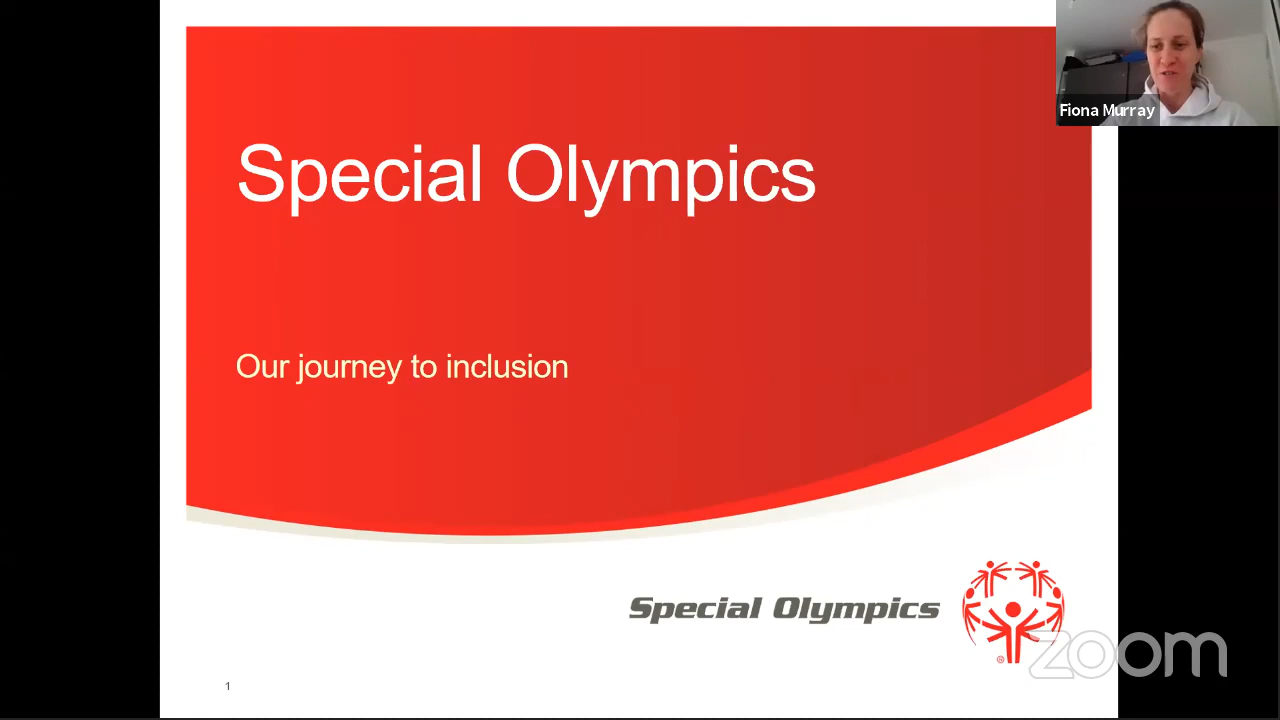 Special Olympics
Fiona Murray
Our journey to inclusion
Special Olympics
®
zoom
1